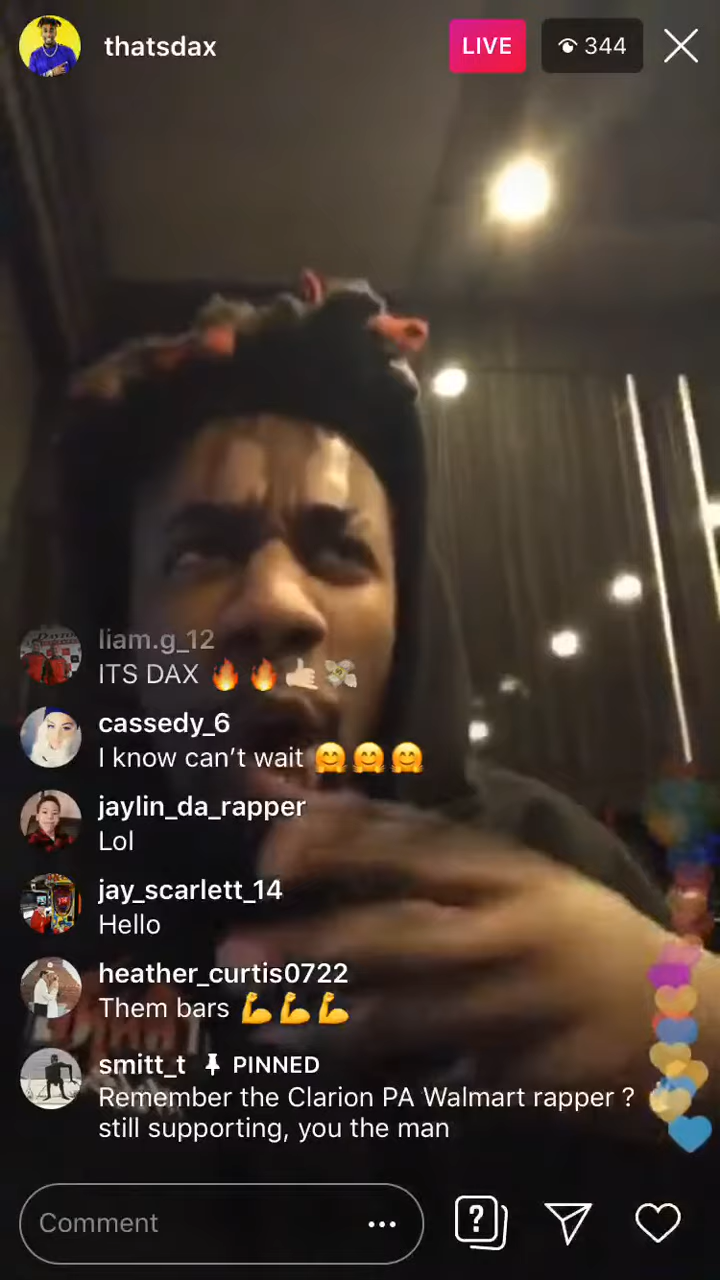 thatsdax
LIVE
344
liam.g_12
ITS DAX 🔥🔥🤙🏻💸
cassedy_6
I know can’t wait 🤗🤗🤗
jaylin_da_rapper
Lol
jay_scarlett_14
Hello
heather_curtis0722
Them bars 💪💪💪
smitt_t 📌 PINNED
Remember the Clarion PA Walmart rapper ?
still supporting, you the man
Comment